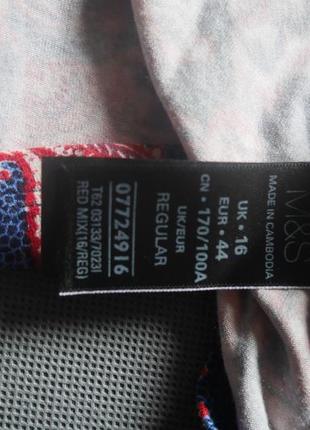 M&S
MADE IN CAMBODIA
UK • 16
EUR • 44
CN • 170/100A
UK/EUR
REGULAR
07724916
T62 03133/7023I
RED MIX(16/REG)